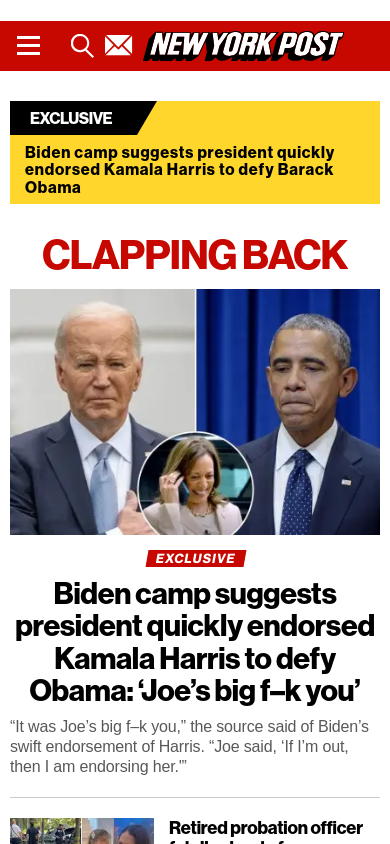 NEW YORK POST
EXCLUSIVE
Biden camp suggests president quickly
endorsed Kamala Harris to defy Barack
Obama
CLAPPING BACK
EXCLUSIVE
Biden camp suggests
president quickly endorsed
Kamala Harris to defy
Obama: ‘Joe’s big f–k you’
“It was Joe’s big f–k you,” the source said of Biden’s
swift endorsement of Harris. “Joe said, ‘If I’m out,
then I am endorsing her.'”
Retired probation officer